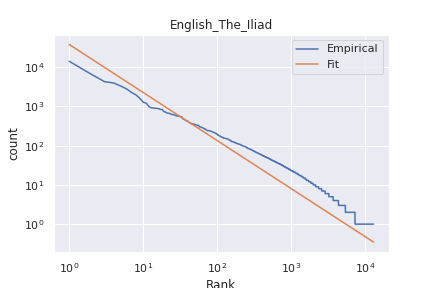 English_The_Iliad
Empirical
Fit
count
10⁴
10³
10²
10¹
10⁰
10⁰ 10¹ 10² 10³ 10⁴
Rank